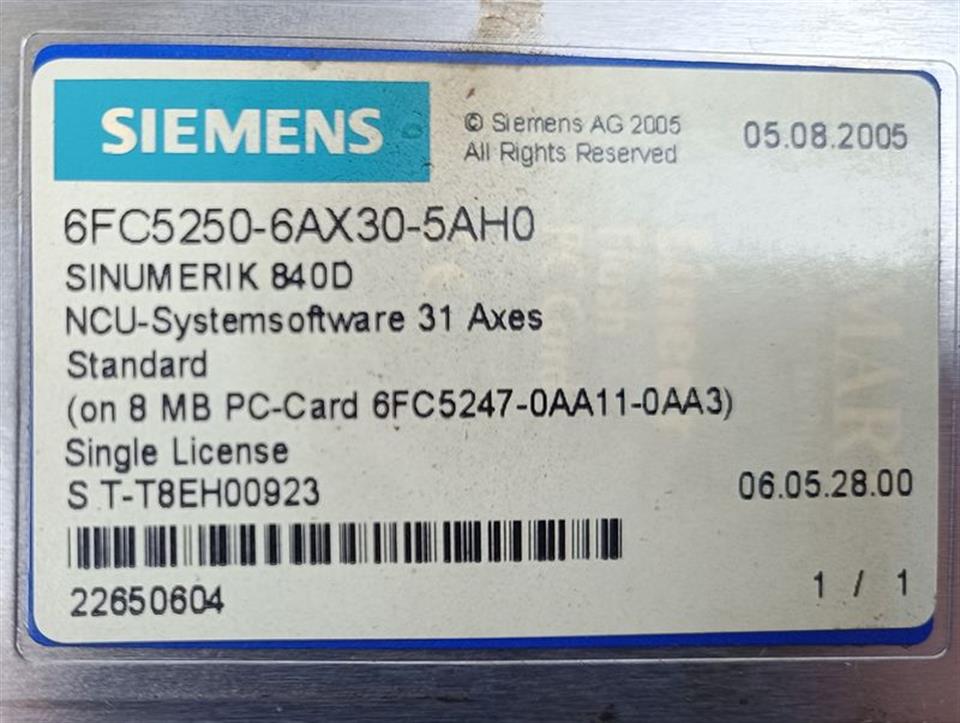 SIEMENS
© Siemens AG 2005
All Rights Reserved
05.08.2005
6FC5250-6AX30-5AH0
SINUMERIK 840D
NCU-Systemsoftware 31 Axes
Standard
(on 8 MB PC-Card 6FC5247-0AA11-0AA3)
Single License
S T-T8EH00923
06.05.28.00
22650604
1 / 1